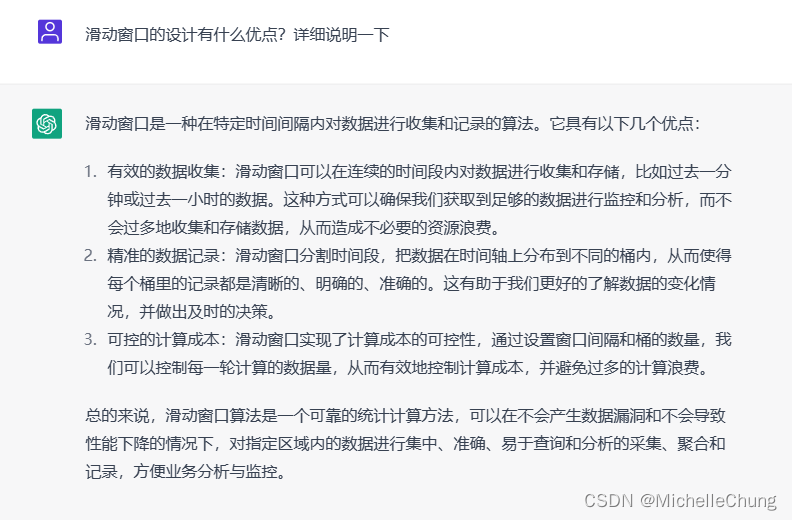 滑动窗口的设计有什么优点？详细说明一下
滑动窗口是一种在特定时间间隔内对数据进行收集和记录的算法。它具有以下几个优点：
1. 有效的数据收集：滑动窗口可以在连续的时间段内对数据进行收集和存储，比如过去一分
钟或过去一小时的数据。这种方式可以确保我们获取到足够的数据进行监控和分析，而不
会过多地收集和存储数据，从而造成不必要的资源浪费。
2. 精准的数据记录：滑动窗口分割时间段，把数据在时间轴上分布到不同的桶内，从而使得
每个桶里的记录都是清晰的、明确的、准确的。这有助于我们更好的了解数据的变化情
况，并做出及时的决策。
3. 可控的计算成本：滑动窗口实现了计算成本的可控性，通过设置窗口间隔和桶的数量，我
们可以控制每一轮计算的数据量，从而有效地控制计算成本，并避免过多的计算浪费。
总的来说，滑动窗口算法是一个可靠的统计计算方法，可以在不会产生数据漏洞和不会导致
性能下降的情况下，对指定区域内的数据进行集中、准确、易于查询和分析的采集、聚合和
记录，方便业务分析与监控。
CSDN @MichelleChung